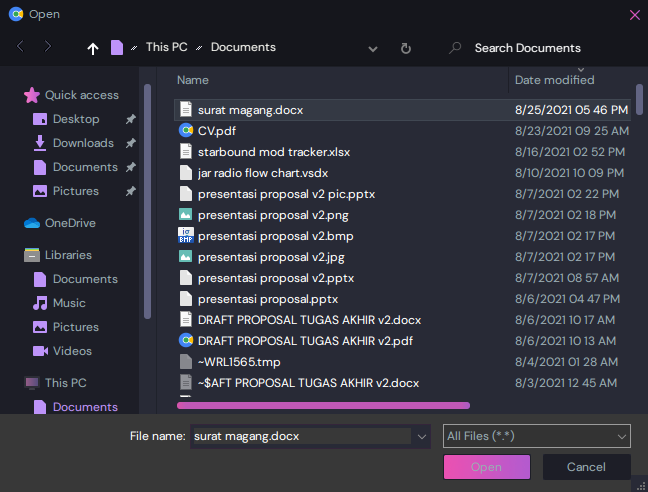 Open
This PC
Documents
Search Documents
Name
Date modified
Quick access
Desktop
Downloads
Documents
Pictures
OneDrive
Libraries
Documents
Music
Pictures
Videos
This PC
Documents
surat magang.docx 8/25/2021 05 46 PM
CV.pdf 8/23/2021 09 25 AM
starbound mod tracker.xlsx 8/16/2021 02 52 PM
jar radio flow chart.vsdx 8/10/2021 10 09 PM
presentasi proposal v2 pic.pptx 8/7/2021 02 22 PM
presentasi proposal v2.png 8/7/2021 02 18 PM
presentasi proposal v2.bmp 8/7/2021 02 17 PM
presentasi proposal v2.jpg 8/7/2021 02 17 PM
presentasi proposal v2.pptx 8/7/2021 08 57 AM
presentasi proposal.pptx 8/6/2021 04 47 PM
DRAFT PROPOSAL TUGAS AKHIR v2.docx 8/6/2021 10 17 AM
DRAFT PROPOSAL TUGAS AKHIR v2.pdf 8/6/2021 10 13 AM
~WRL1565.tmp 8/4/2021 01 28 AM
~$AFT PROPOSAL TUGAS AKHIR v2.docx 8/3/2021 12 45 AM
File name: surat magang.docx
All Files (*.*)
Open
Cancel